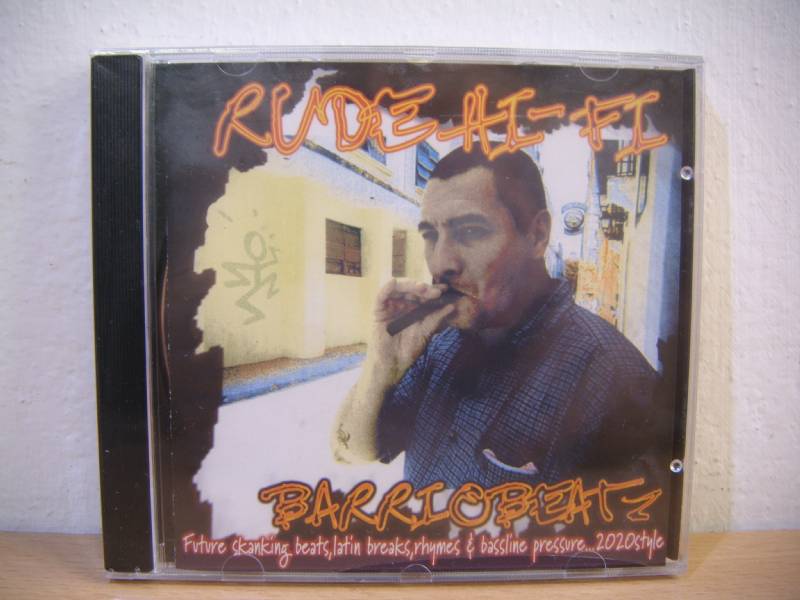 RUDE HI-FI
BARRIOBEATZ
Future skanking beats,latin breaks,rhymes & bassline pressure...2020style